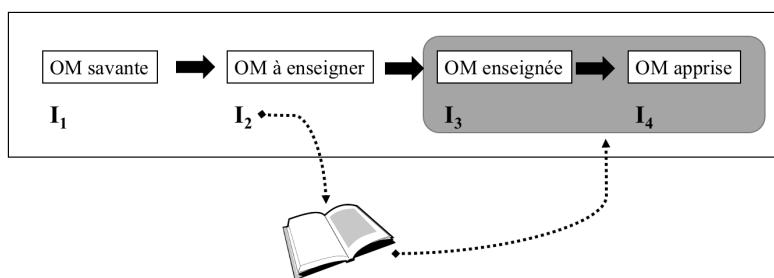 OM savante
OM à enseigner
OM enseignée
OM apprise
I1
I2
I3
I4